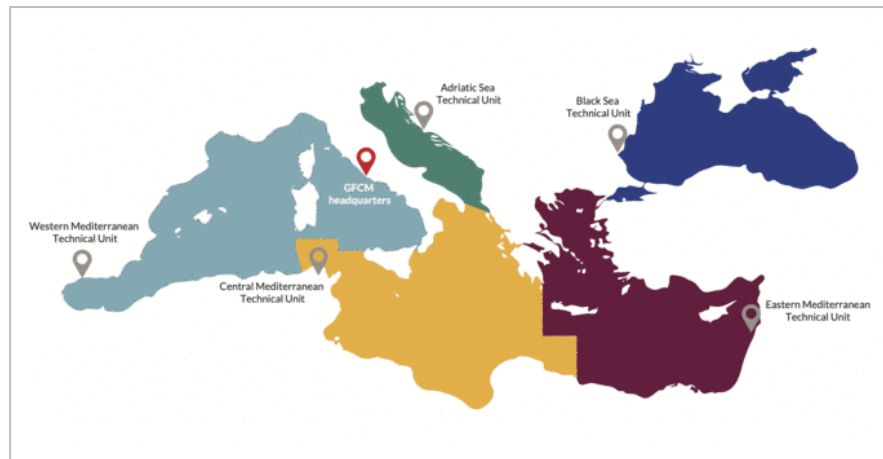 Adriatic Sea
Technical Unit
Black Sea
Technical Unit
GFCM
headquarters
Western Mediterranean
Technical Unit
Central Mediterranean
Technical Unit
Eastern Mediterranean
Technical Unit